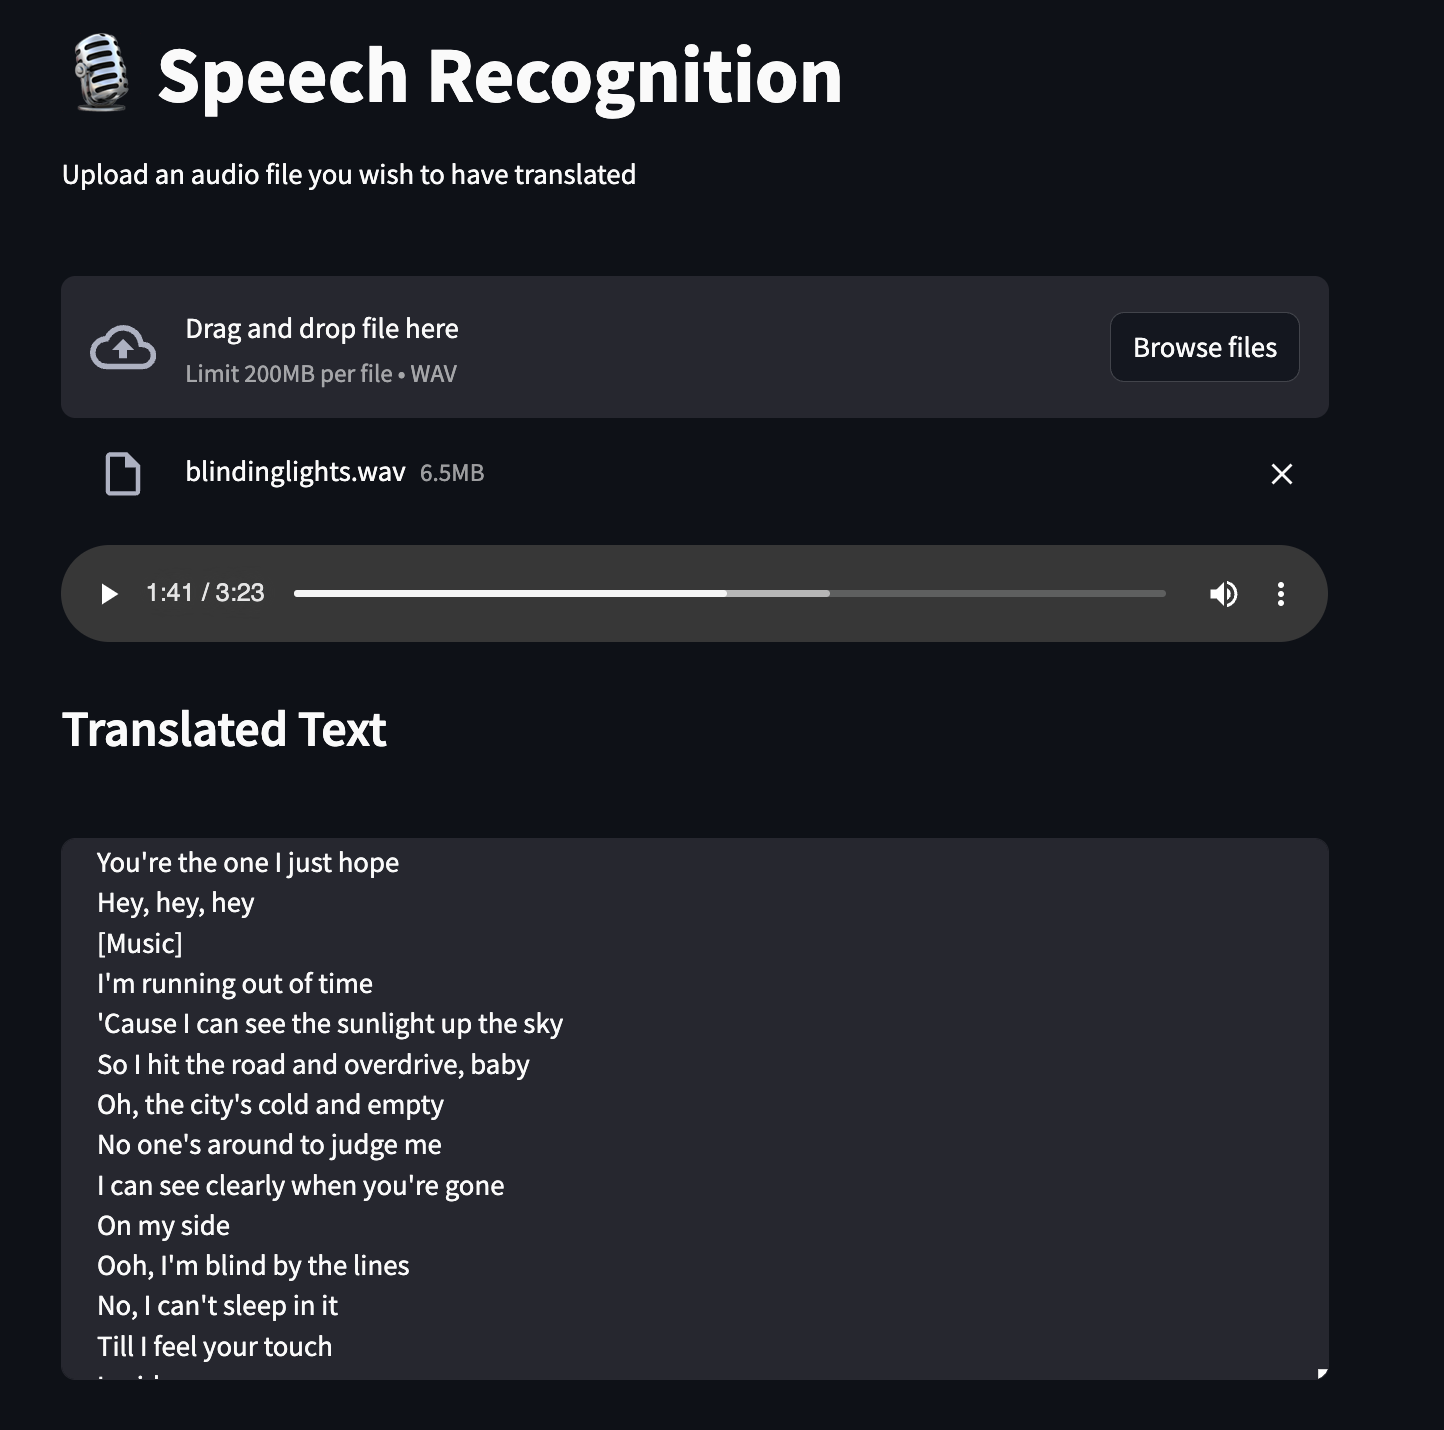 Speech Recognition
Upload an audio file you wish to have translated
Drag and drop file here
Limit 200MB per file • WAV
Browse files
blindinglights.wav 6.5MB
1:41 / 3:23
Translated Text
You're the one I just hope
Hey, hey, hey
[Music]
I'm running out of time
'Cause I can see the sunlight up the sky
So I hit the road and overdrive, baby
Oh, the city's cold and empty
No one's around to judge me
I can see clearly when you're gone
On my side
Ooh, I'm blind by the lines
No, I can't sleep in it
Till I feel your touch